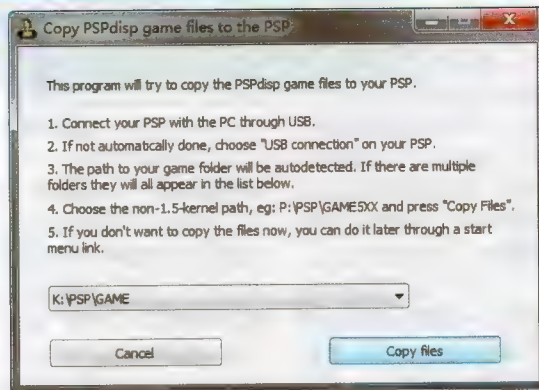 Copy PSPdisp game files to the PSP
This program will try to copy the PSPdisp game files to your PSP.
1. Connect your PSP with the PC through USB.
2. If not automatically done, choose "USB connection" on your PSP.
3. The path to your game folder will be autodetected. If there are multiple
folders they will all appear in the list below.
4. Choose the non-1.5-kernel path, eg: P:\PSP\GAME5XX and press "Copy Files".
5. If you don't want to copy the files now, you can do it later through a start
menu link.
K:\PSP\GAME
Cancel
Copy files